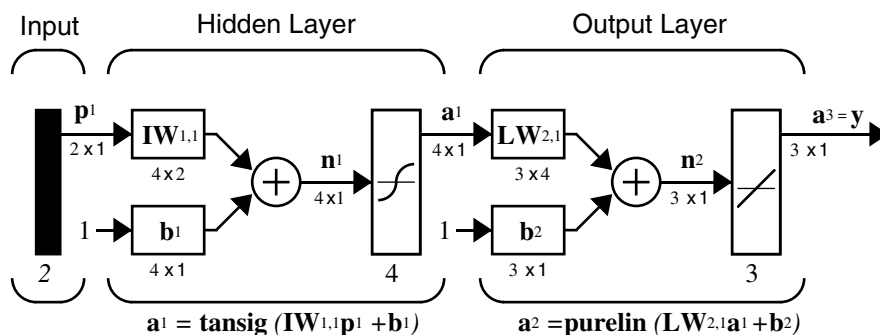 Input Hidden Layer Output Layer
p1 a1 a3 = y
IW1,1 LW2,1
2 x 1 4 x 1 3 x 1
4 x 2 n1 3 x 4 n2
4 x 1 3 x 1
1 b1 1 b2
4 x 1 3 x 1
2 4 3
a1 = tansig (IW1,1p1 +b1) a2 =purelin (LW2,1a1+b2)